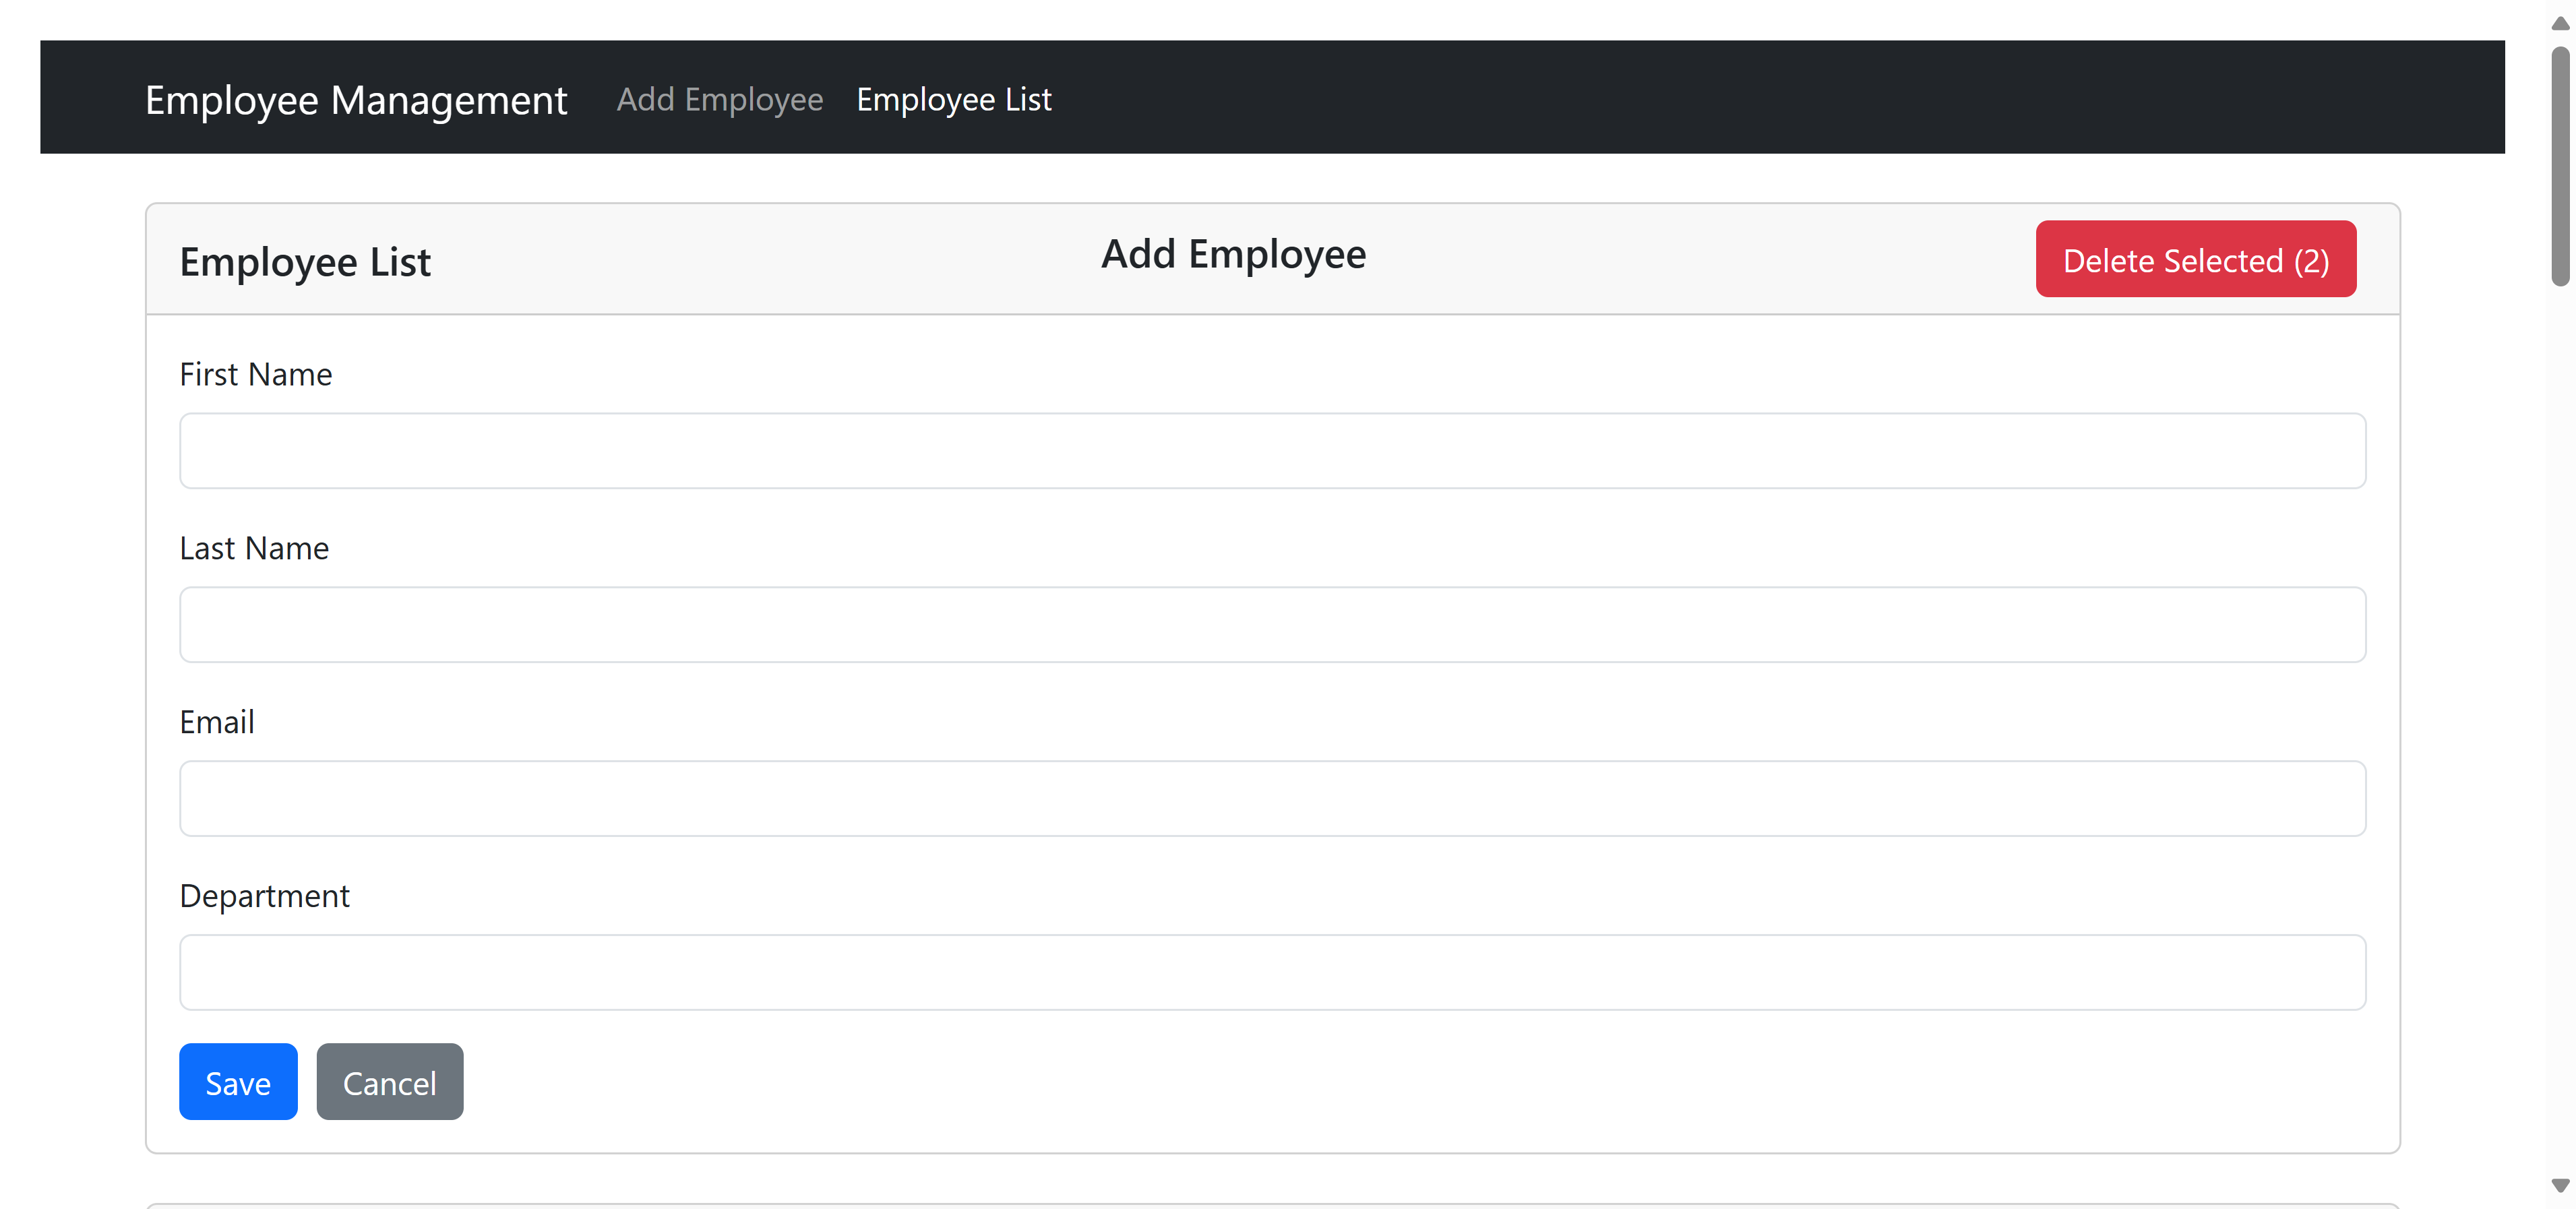 Employee Management Add Employee Employee List
Employee List Add Employee Delete Selected (2)
First Name
Last Name
Email
Department
Save Cancel